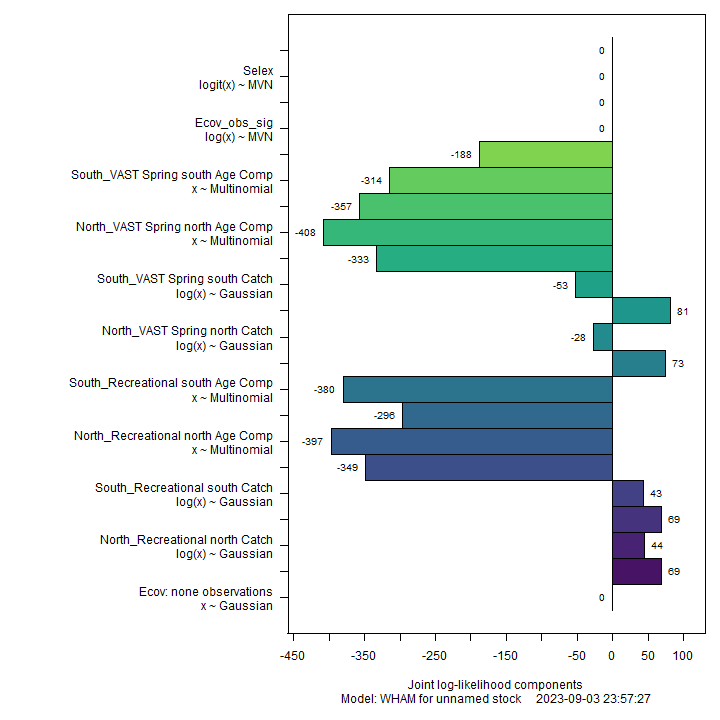 0
Selex
logit(x) ~ MVN
0
0
Ecov_obs_sig
log(x) ~ MVN
0
-188
South_VAST Spring south Age Comp
x ~ Multinomial
-314
-357
North_VAST Spring north Age Comp
x ~ Multinomial
-408
-333
South_VAST Spring south Catch
log(x) ~ Gaussian
-53
81
North_VAST Spring north Catch
log(x) ~ Gaussian
-28
73
South_Recreational south Age Comp
x ~ Multinomial
-380
-296
North_Recreational north Age Comp
x ~ Multinomial
-397
-349
South_Recreational south Catch
log(x) ~ Gaussian
43
69
North_Recreational north Catch
log(x) ~ Gaussian
44
69
Ecov: none observations
x ~ Gaussian
0
-450 -350 -250 -150 -50 0 50 100
Joint log-likelihood components
Model: WHAM for unnamed stock 2023-09-03 23:57:27